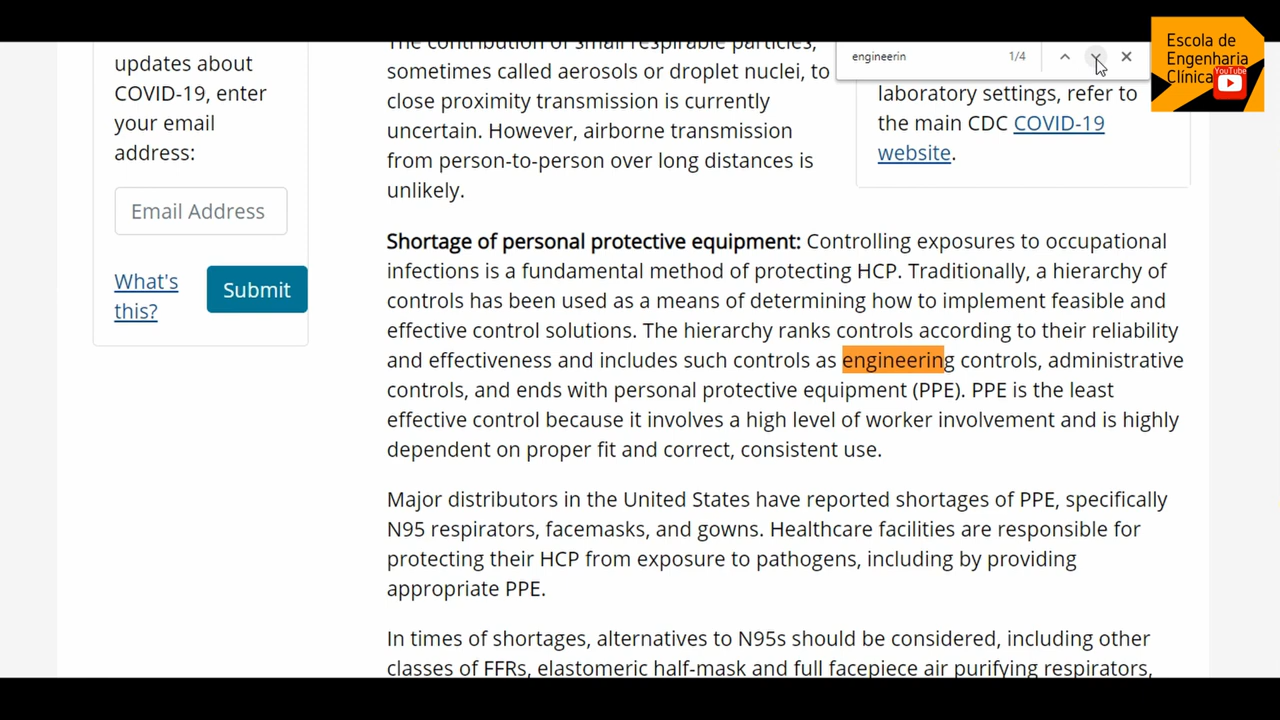 updates about
COVID-19, enter
your email
address:
Email Address
What's
this?
Submit
The contribution of small respirable particles,
sometimes called aerosols or droplet nuclei, to
close proximity transmission is currently
uncertain. However, airborne transmission
from person-to-person over long distances is
unlikely.
engineerin 1/4
laboratory settings, refer to
the main CDC COVID-19
website.
Escola de
Engenharia
Clínica
YouTube
Shortage of personal protective equipment: Controlling exposures to occupational
infections is a fundamental method of protecting HCP. Traditionally, a hierarchy of
controls has been used as a means of determining how to implement feasible and
effective control solutions. The hierarchy ranks controls according to their reliability
and effectiveness and includes such controls as engineering controls, administrative
controls, and ends with personal protective equipment (PPE). PPE is the least
effective control because it involves a high level of worker involvement and is highly
dependent on proper fit and correct, consistent use.
Major distributors in the United States have reported shortages of PPE, specifically
N95 respirators, facemasks, and gowns. Healthcare facilities are responsible for
protecting their HCP from exposure to pathogens, including by providing
appropriate PPE.
In times of shortages, alternatives to N95s should be considered, including other
classes of FFRs, elastomeric half-mask and full facepiece air purifying respirators,